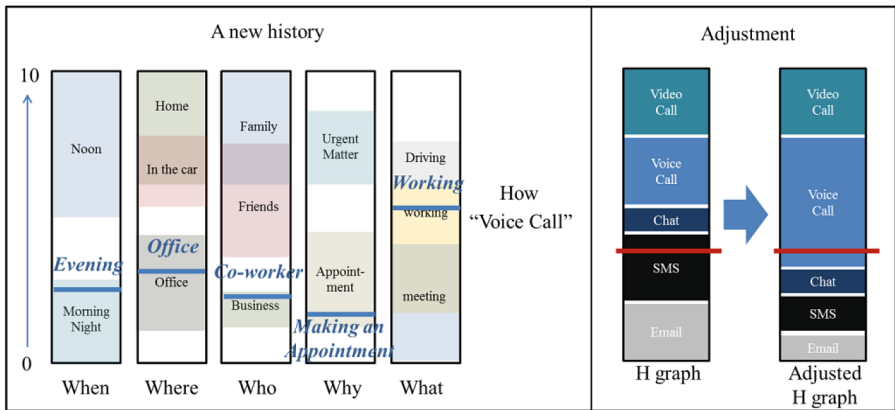 A new history
Adjustment
10
0
Noon
Evening
Morning
Night
When
Home
In the car
Office
Office
Where
Family
Friends
Co-worker
Business
Who
Urgent
Matter
Appoint-
ment
Making an
Appointment
Why
Driving
Working
working
meeting
What
How
“Voice Call”
Video
Call
Voice
Call
Chat
SMS
Email
H graph
Video
Call
Voice
Call
Chat
SMS
Email
Adjusted
H graph